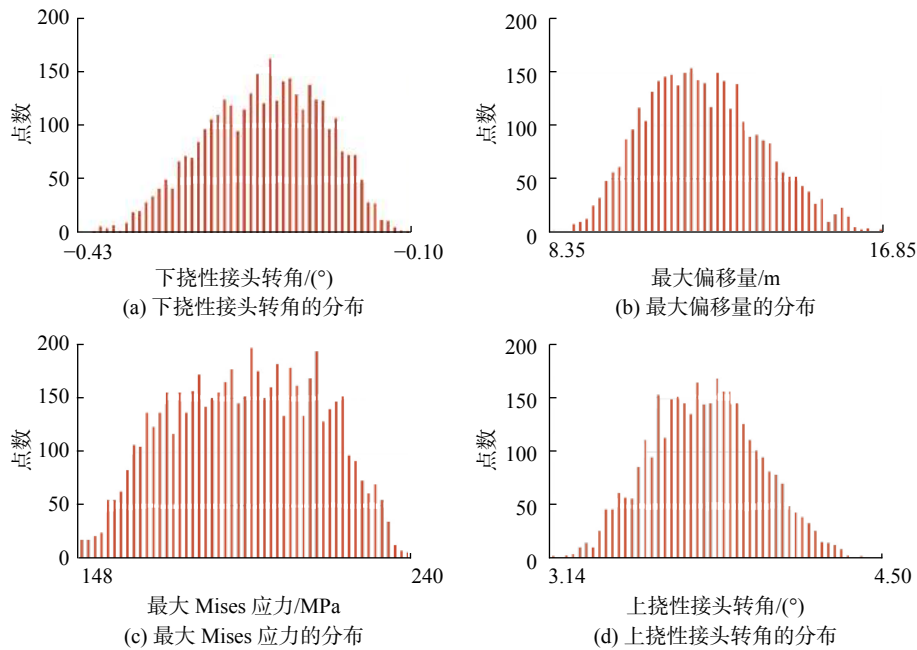 200
150
100
50
0
点数
−0.43
−0.10
下挠性接头转角/(°)
(a) 下挠性接头转角的分布
200
150
100
50
0
点数
8.35
16.85
最大偏移量/m
(b) 最大偏移量的分布
200
150
100
50
0
点数
148
240
最大 Mises 应力/MPa
(c) 最大 Mises 应力的分布
200
150
100
50
0
点数
3.14
4.50
上挠性接头转角/(°)
(d) 上挠性接头转角的分布